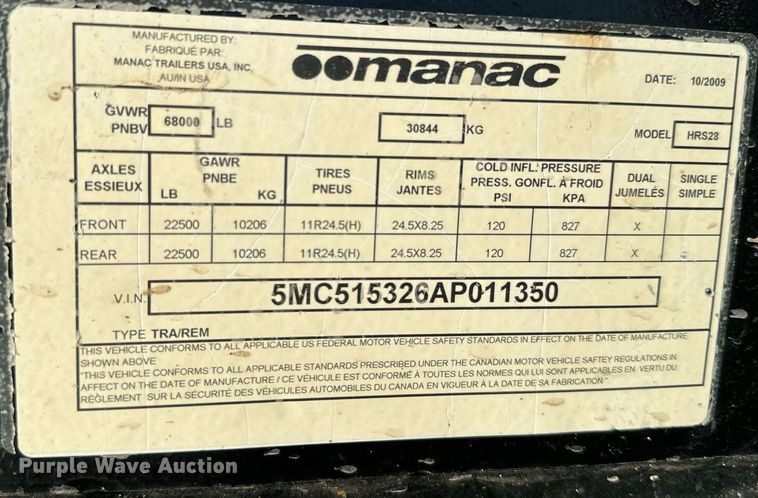 MANUFACTURED BY:
FABRIQUÉ PAR:
MANAC TRAILERS USA, INC,
AU/IN USA
manac
DATE: 10/2009
GVWR
PNBV 68000 LB 30844 KG MODEL HRS28
AXLES
ESSIEUX
GAWR
PNBE
LB KG
TIRES
PNEUS
RIMS
JANTES
COLD INFL. PRESSURE
PRESS. GONFL. À FROID
PSI KPA
DUAL
JUMELÉS
SINGLE
SIMPLE
FRONT 22500 10206 11R24.5(H) 24.5X8.25 120 827 X
REAR 22500 10206 11R24.5(H) 24.5X8.25 120 827 X
V.I.N. 5MC515326AP011350
TYPE TRA/REM
THIS VEHICLE CONFORMS TO ALL APPLICABLE US FEDERAL MOTOR VEHICLE SAFETY STANDARDS IN EFFECT ON THE DATE OF MANUFACTURE
SHOWN ABOVE
"THIS VEHICLE CONFORMS TO ALL APPLICABLE STANDARDS PRESCRIBED UNDER THE CANADIAN MOTOR VEHICLE SAFTEY REGULATIONS IN
AFFECT ON THE DATE OF MANUFACTURE / CE VÉHICULE EST CONFORMÉ À TOUTES LES NORMES QUI LUI SONT APPLICABLES EN VERTU DU
RÈGLEMENT SUR LA SÉCURITÉ DES VÉHICULES AUTOMOBILES DU CANADA EN VIGUEUR À LA DATE DE SA FABRICATION".
Purple Wave Auction